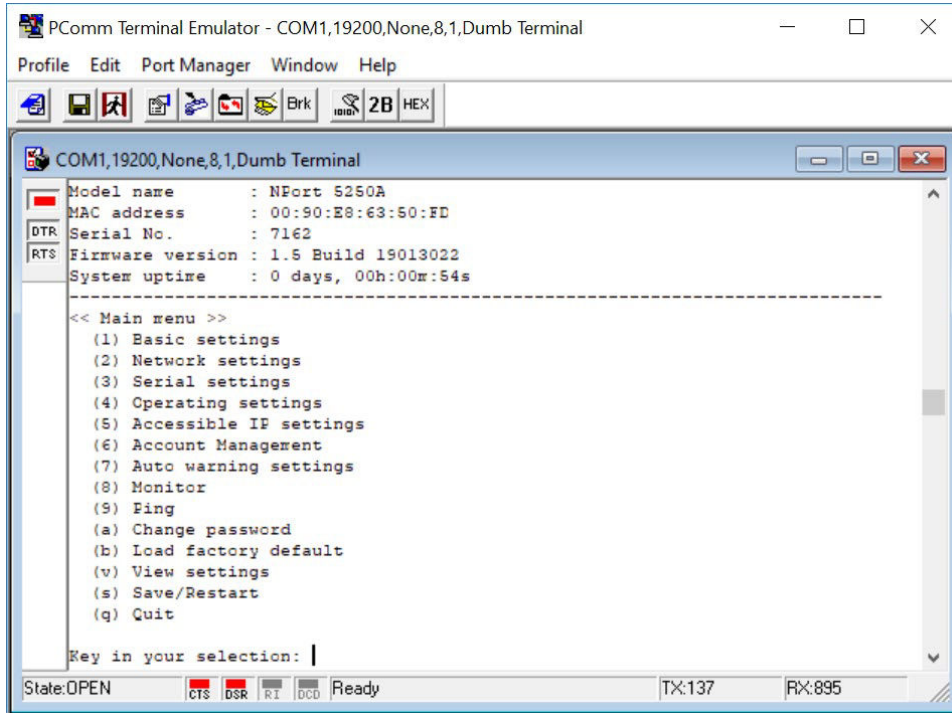 PComm Terminal Emulator - COM1,19200,None,8,1,Dumb Terminal
Profile Edit Port Manager Window Help
Brk 2B HEX
COM1,19200,None,8,1,Dumb Terminal
DTR
RTS
Model name : NPort 5250A
MAC address : 00:90:E8:63:50:FD
Serial No. : 7162
Firmware version : 1.5 Build 19013022
System uptime : 0 days, 00h:00m:54s
--------------------------------------------------------------------------------
<< Main menu >>
(1) Basic settings
(2) Network settings
(3) Serial settings
(4) Operating settings
(5) Accessible IP settings
(6) Account Management
(7) Auto warning settings
(8) Monitor
(9) Ping
(a) Change password
(b) Load factory default
(v) View settings
(s) Save/Restart
(q) Quit
Key in your selection:
State:OPEN CTS DSR RI DCD Ready TX:137 RX:895